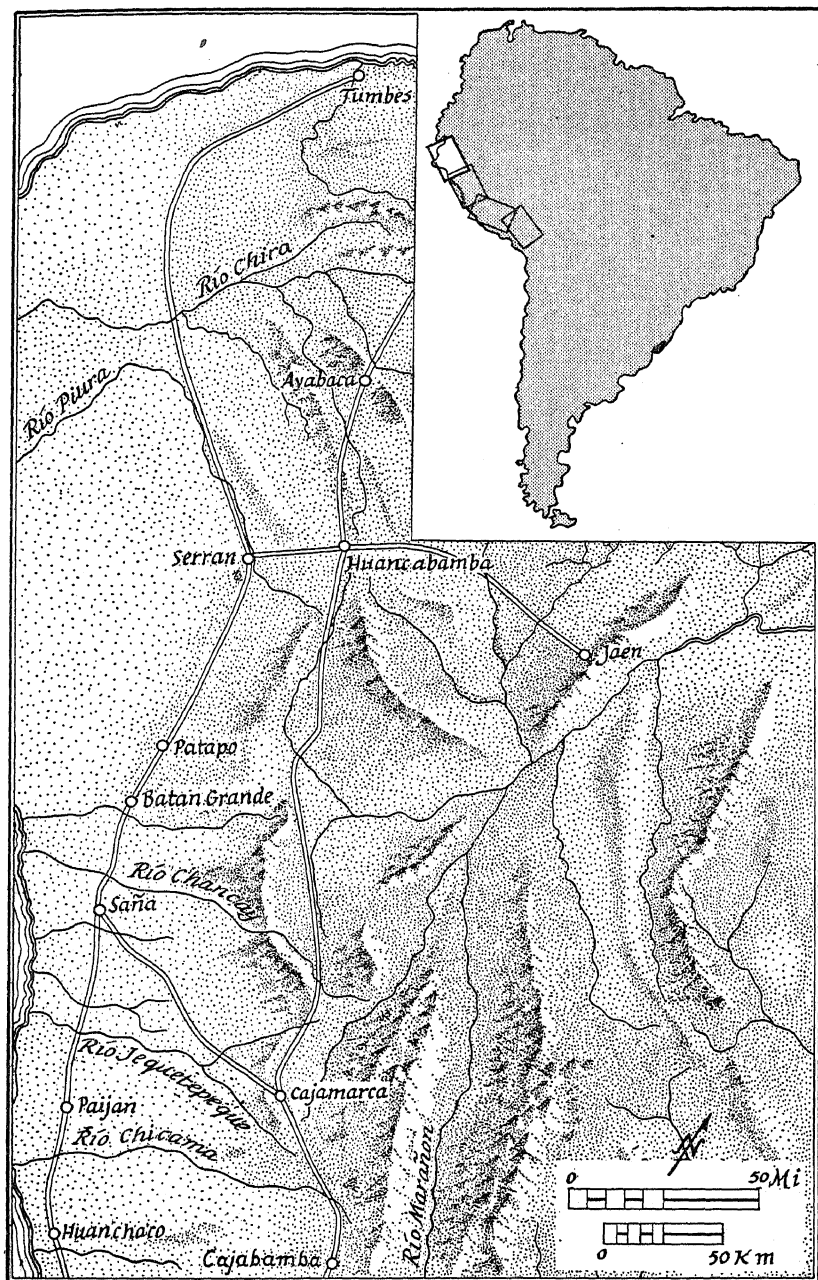 Tumbes
Río Chira
Ayabaca
Río Piura
Serran
Huancabamba
Jaen
Patapo
Batan Grande
Río Chancay
Saña
Río Jequetepeque
Cajamarca
Paijan
Río Chicama
Río Marañon
Huanchaco
Cajabamba
N
0 50 Mi
0 50 Km